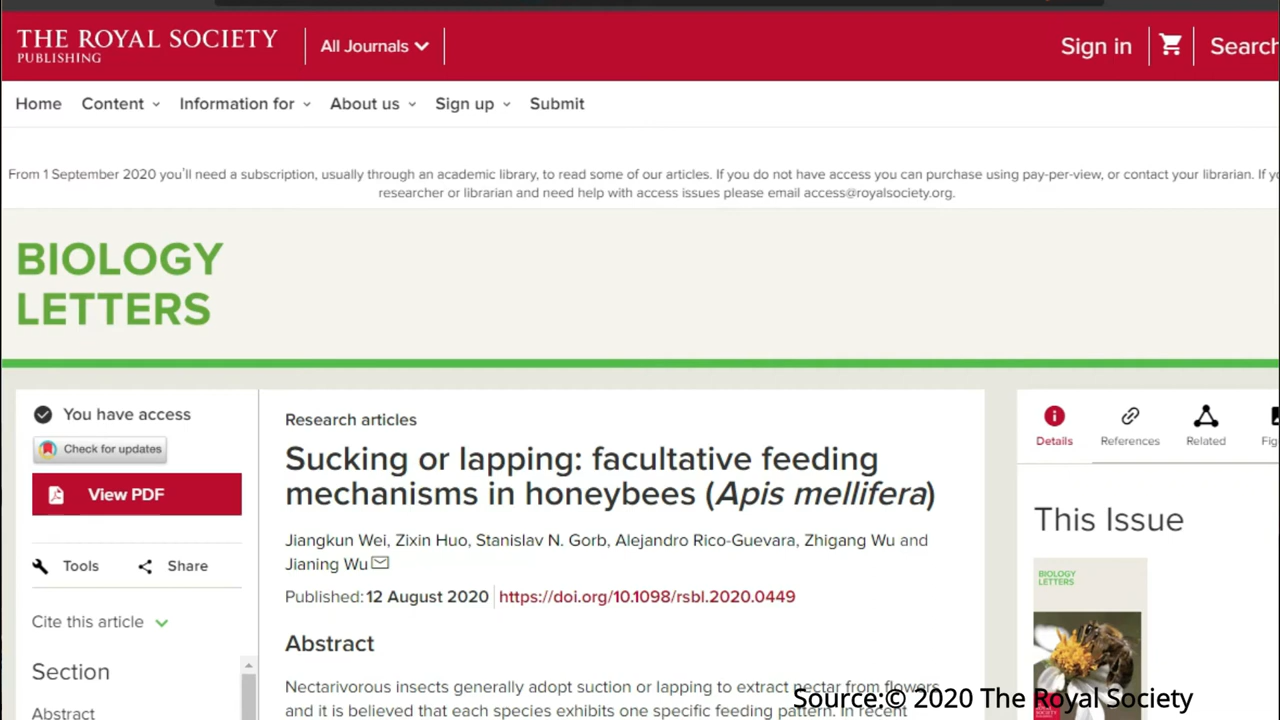 THE ROYAL SOCIETY
PUBLISHING
All Journals
Sign in
Search
Home
Content
Information for
About us
Sign up
Submit
From 1 September 2020 you'll need a subscription, usually through an academic library, to read some of our articles. If you do not have access you can purchase using pay-per-view, or contact your librarian. If
researcher or librarian and need help with access issues please email access@royalsociety.org.
BIOLOGY
LETTERS
You have access
Check for updates
View PDF
Tools
Share
Cite this article
Section
Abstract
Research articles
Sucking or lapping: facultative feeding
mechanisms in honeybees (Apis mellifera)
Jiangkun Wei, Zixin Huo, Stanislav N. Gorb, Alejandro Rico-Guevara, Zhigang Wu and
Jianing Wu
Published: 12 August 2020
https://doi.org/10.1098/rsbl.2020.0449
Abstract
Nectarivorous insects generally adopt suction or lapping to extract nectar from flowers
and it is believed that each species exhibits one specific feeding pattern. In recent
Details
References
Related
This Issue
BIOLOGY
LETTERS
Source:© 2020 The Royal Society